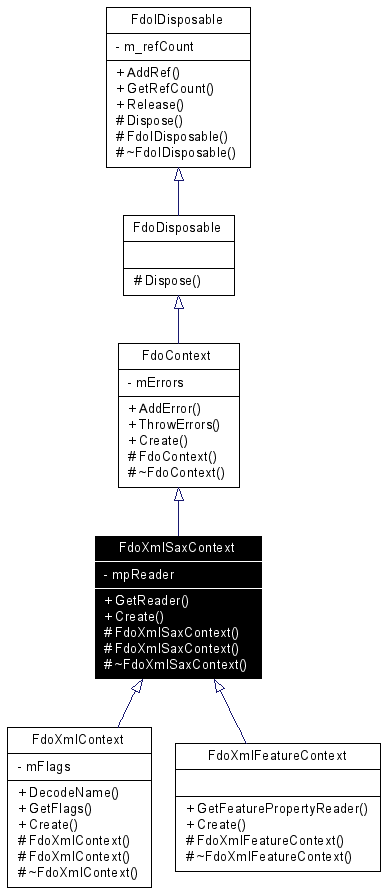 FdoIDisposable
- m_refCount
+ AddRef()
+ GetRefCount()
+ Release()
# Dispose()
# FdoIDisposable()
# ~FdoIDisposable()
FdoDisposable
# Dispose()
FdoContext
- mErrors
+ AddError()
+ ThrowErrors()
+ Create()
# FdoContext()
# ~FdoContext()
FdoXmlSaxContext
- mpReader
+ GetReader()
+ Create()
# FdoXmlSaxContext()
# FdoXmlSaxContext()
# ~FdoXmlSaxContext()
FdoXmlContext
- mFlags
+ DecodeName()
+ GetFlags()
+ Create()
# FdoXmlContext()
# FdoXmlContext()
# ~FdoXmlContext()
FdoXmlFeatureContext
+ GetFeaturePropertyReader()
+ Create()
# FdoXmlFeatureContext()
# ~FdoXmlFeatureContext()